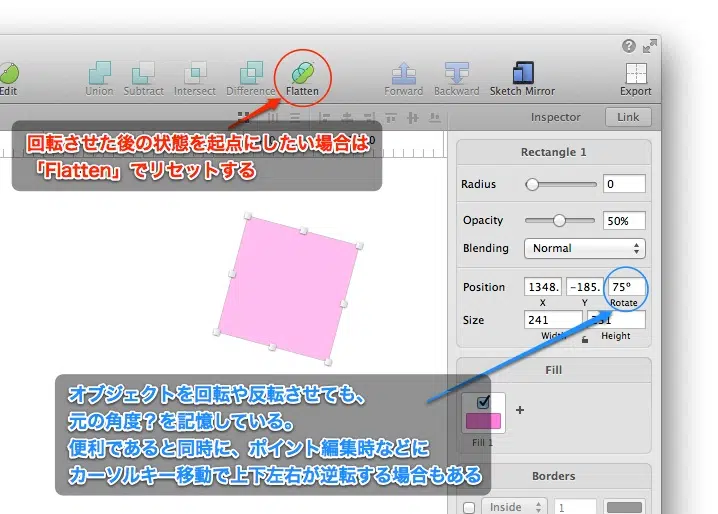 Edit Union Subtract Intersect Difference Flatten Forward Backward Sketch Mirror Export
Inspector Link
回転させた後の状態を起点にしたい場合は
「Flatten」でリセットする
Rectangle 1
Radius 0
Opacity 50%
Blending Normal
Position 1348. -185. 75°
X Y Rotate
Size 241
Width Height
Fill
Fill 1
オブジェクトを回転や反転させても、
元の角度？を記憶している。
便利であると同時に、ポイント編集時などに
カーソルキー移動で上下左右が逆転する場合もある
Borders
Inside 1